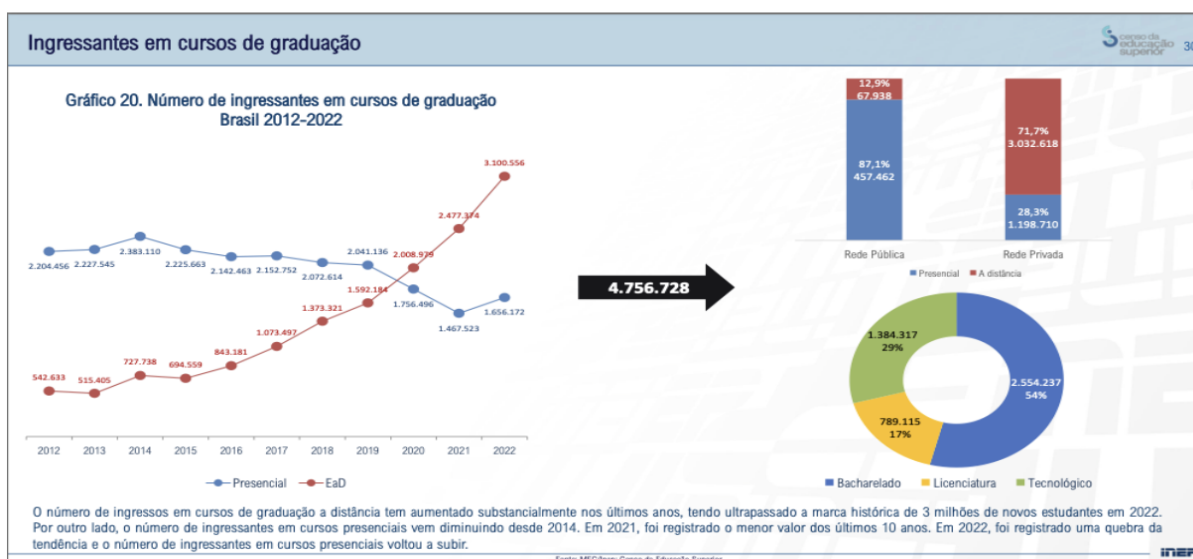 Ingressantes em cursos de graduação
censo da
educação
superior
30
Gráfico 20. Número de ingressantes em cursos de graduação
Brasil 2012-2022
3.100.556
2.477.374
2.383.110
2.041.136
2.008.979
2.204.456
2.227.545
2.225.663
2.142.463
2.152.752
2.072.614
1.592.184
1.756.496
1.656.172
1.373.321
1.467.523
1.073.497
843.181
727.738
694.559
542.633
515.405
2012 2013 2014 2015 2016 2017 2018 2019 2020 2021 2022
Presencial EaD
4.756.728
12,9%
67.938
87,1%
457.462
71,7%
3.032.618
28,3%
1.198.710
Rede Pública Rede Privada
Presencial A distância
1.384.317
29%
2.554.237
54%
789.115
17%
Bacharelado Licenciatura Tecnológico
O número de ingressos em cursos de graduação a distância tem aumentado substancialmente nos últimos anos, tendo ultrapassado a marca histórica de 3 milhões de novos estudantes em 2022.
Por outro lado, o número de ingressantes em cursos presenciais vem diminuindo desde 2014. Em 2021, foi registrado o menor valor dos últimos 10 anos. Em 2022, foi registrado uma quebra da
tendência e o número de ingressantes em cursos presenciais voltou a subir.